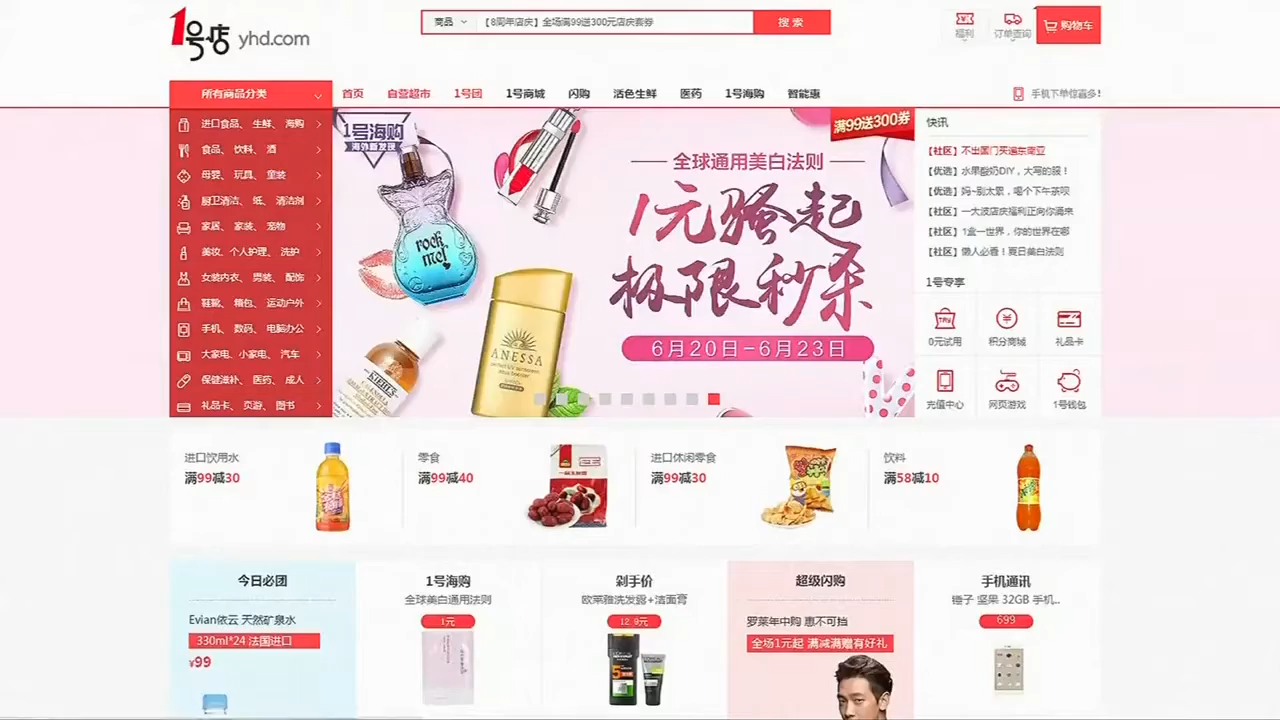 1号店 yhd.com
商品 【8周年店庆】全场满99送300元店庆赛券 搜索
福利 订单查询 购物车
所有商品分类 首页 自营超市 1号团 1号商城 闪购 活色生鲜 医药 1号海购 智能惠 手机下单惊喜多!
进口食品、生鲜、海购
食品、饮料、酒
母婴、玩具、童装
厨卫清洁、纸、清洁剂
家居、家装、宠物
美妆、个人护理、洗护
女装内衣、男装、配饰
鞋靴、箱包、运动户外
手机、数码、电脑办公
大家电、小家电、汽车
保健滋补、医药、成人
礼品卡、页游、图书
1号海购
海外新发现
rock me!
ANESSA
满99送300券
全球通用美白法则
1元骚起
极限秒杀
6月20日-6月23日
快讯
【社区】不出国门买遍东南亚
【优选】水果酸奶DIY，大写的服！
【优选】妈~别太累，喝个下午茶呗
【社区】一大波店庆福利正向你涌来
【社区】1盒一世界，你的世界在哪
【社区】懒人必看！夏日美白法则
1号专享
0元试用 积分商城 礼品卡
充值中心 网页游戏 1号钱包
进口饮用水
满99减30
零食
满99减40
进口休闲零食
满99减30
饮料
满58减10
今日必团
Evian依云 天然矿泉水
330ml*24 法国进口
¥99
1号海购
全球美白通用法则
1元
剁手价
欧莱雅洗发露+洁面膏
12.9元
超级闪购
罗莱年中购 惠不可挡
全场1元起 满减满赠有好礼
手机通讯
锤子 坚果 32GB 手机..
699